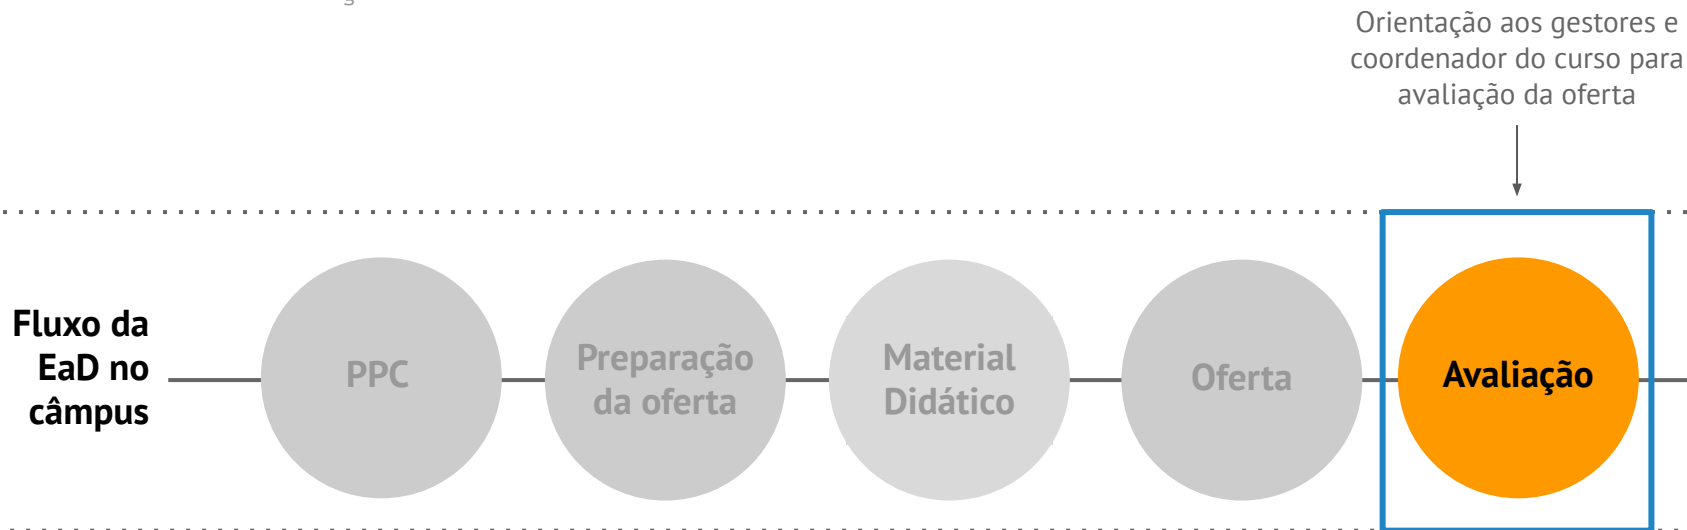 Orientação aos gestores e
coordenador do curso para
avaliação da oferta
Fluxo da
EaD no
câmpus
PPC
Preparação
da oferta
Material
Didático
Oferta
Avaliação